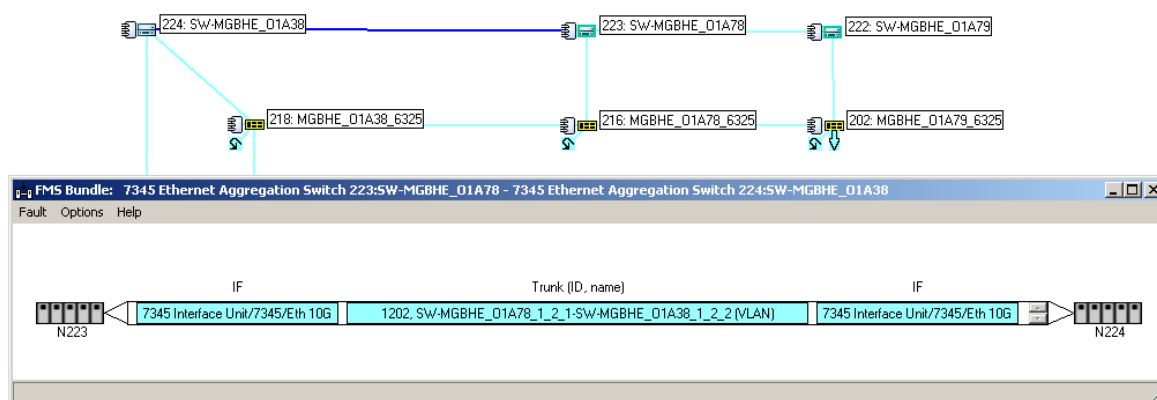 224: SW-MGBHE_01A38
223: SW-MGBHE_01A78
222: SW-MGBHE_01A79
218: MGBHE_01A38_6325
216: MGBHE_01A78_6325
202: MGBHE_01A79_6325
FMS Bundle: 7345 Ethernet Aggregation Switch 223:SW-MGBHE_01A78 - 7345 Ethernet Aggregation Switch 224:SW-MGBHE_01A38
Fault Options Help
IF Trunk (ID, name) IF
7345 Interface Unit/7345/Eth 10G 1202, SW-MGBHE_01A78_1_2_1-SW-MGBHE_01A38_1_2_2 (VLAN) 7345 Interface Unit/7345/Eth 10G
N223 N224